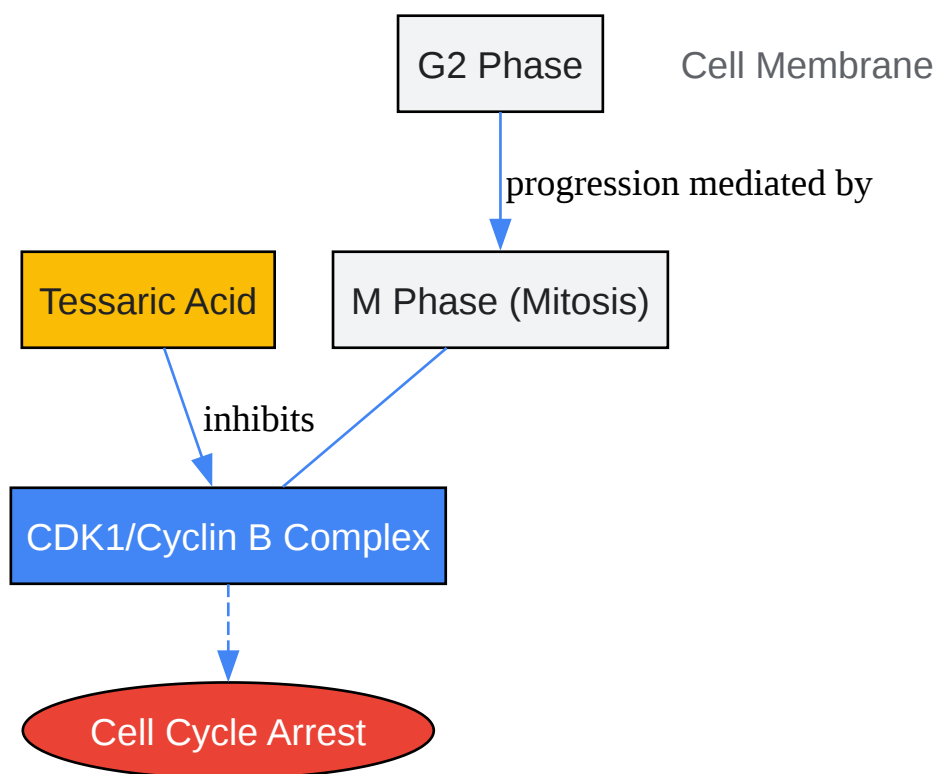 G2 Phase
Cell Membrane
progression mediated by
Tessaric Acid
M Phase (Mitosis)
inhibits
CDK1/Cyclin B Complex
Cell Cycle Arrest